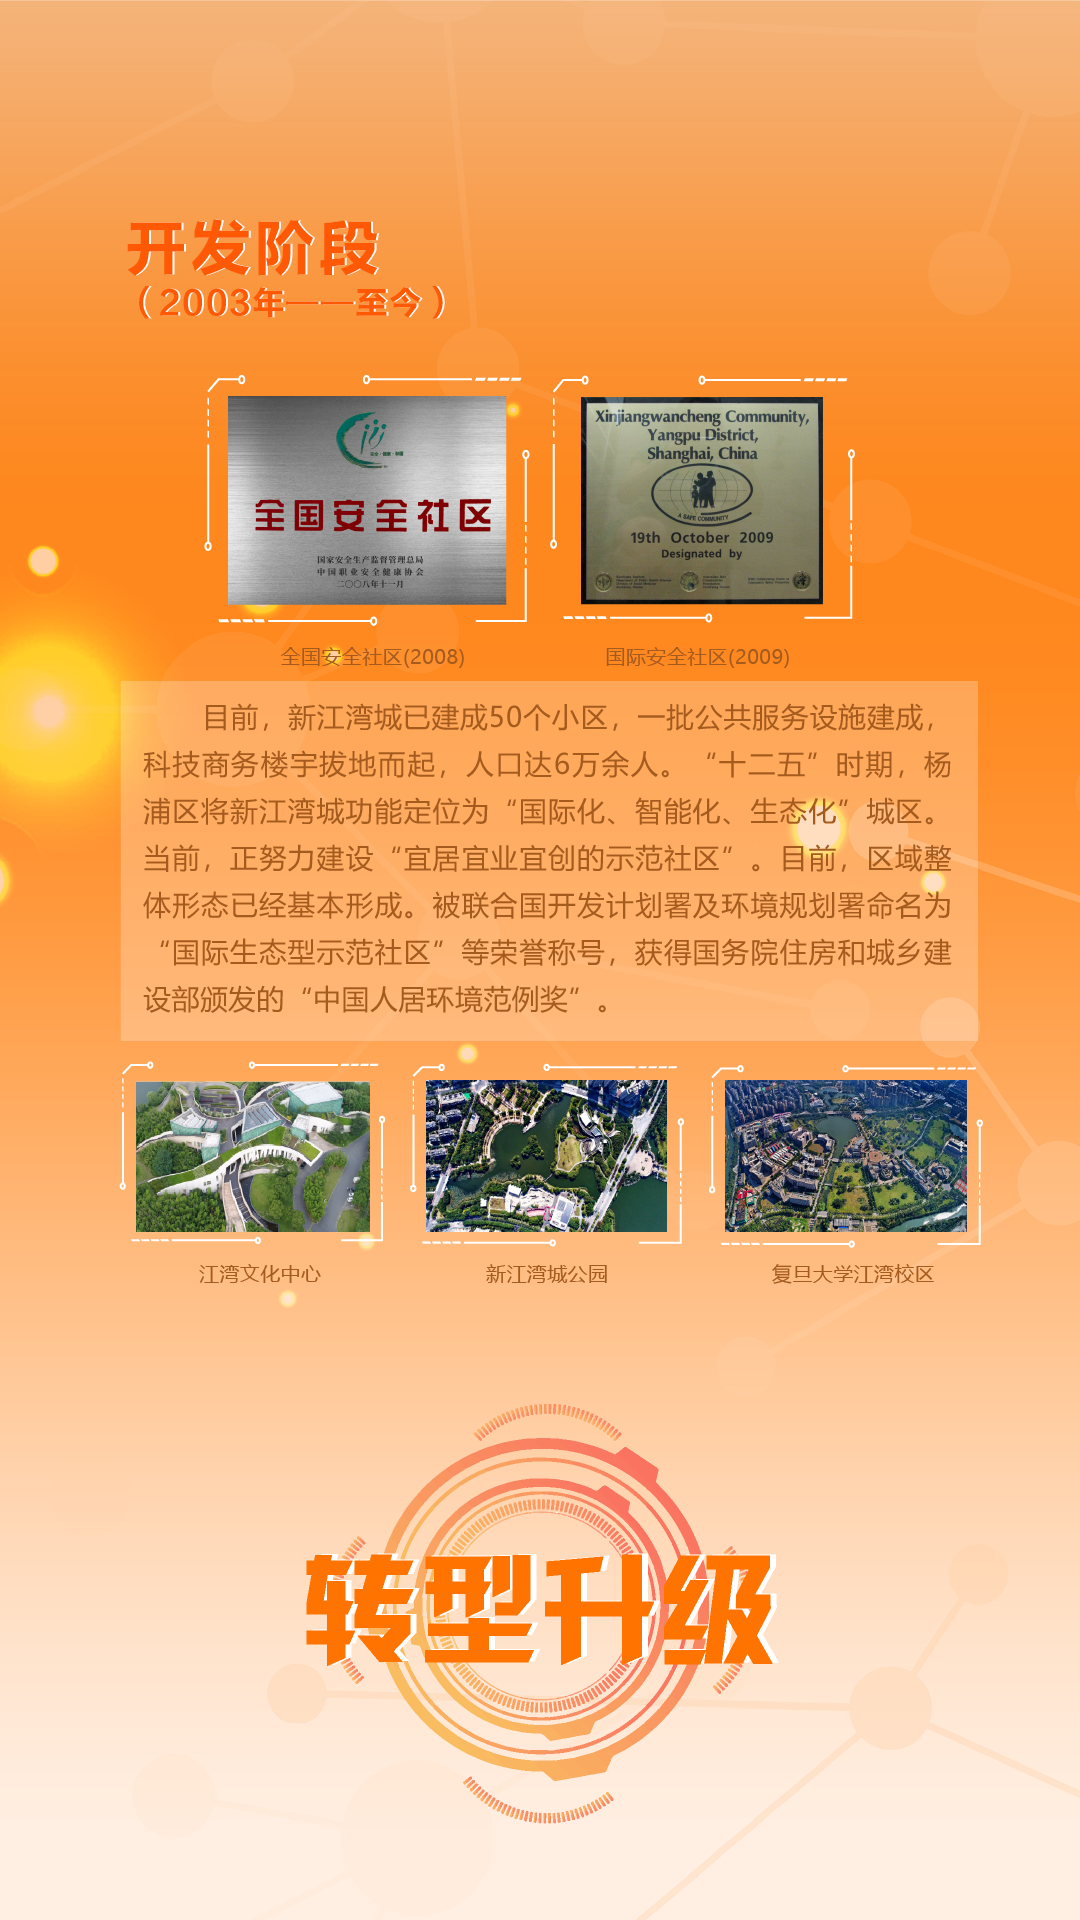 开发阶段
（2003年——至今）
全国安全社区
国家安全生产监督管理总局
中国职业安全健康协会
二〇〇八年十一月
Xinjiangwancheng Community,
Yangpu District,
Shanghai, China
A SAFE COMMUNITY
19th October 2009
Designated by
全国安全社区(2008)
国际安全社区(2009)
目前，新江湾城已建成50个小区，一批公共服务设施建成，
科技商务楼宇拔地而起，人口达6万余人。“十二五”时期，杨
浦区将新江湾城功能定位为“国际化、智能化、生态化”城区。
当前，正努力建设“宜居宜业宜创的示范社区”。目前，区域整
体形态已经基本形成。被联合国开发计划署及环境规划署命名为
“国际生态型示范社区”等荣誉称号，获得国务院住房和城乡建
设部颁发的“中国人居环境范例奖”。
江湾文化中心
新江湾城公园
复旦大学江湾校区
转型升级